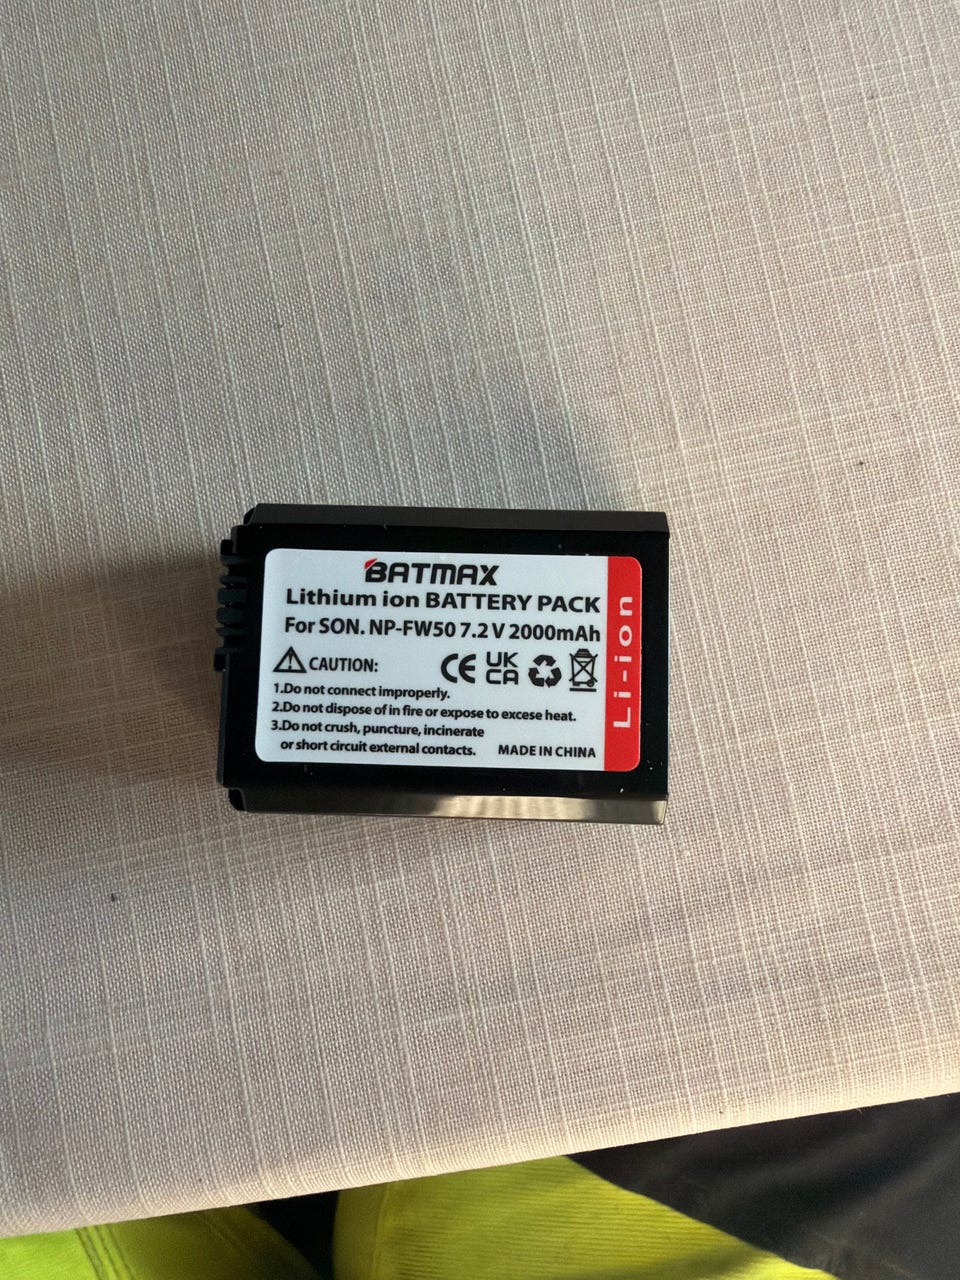 BATMAX
Lithium ion BATTERY PACK
For SON. NP-FW50 7.2 V 2000mAh
CAUTION:
CE UK CA
1.Do not connect improperly.
2.Do not dispose of in fire or expose to excese heat.
3.Do not crush, puncture, incinerate
or short circuit external contacts.
MADE IN CHINA
Li-ion